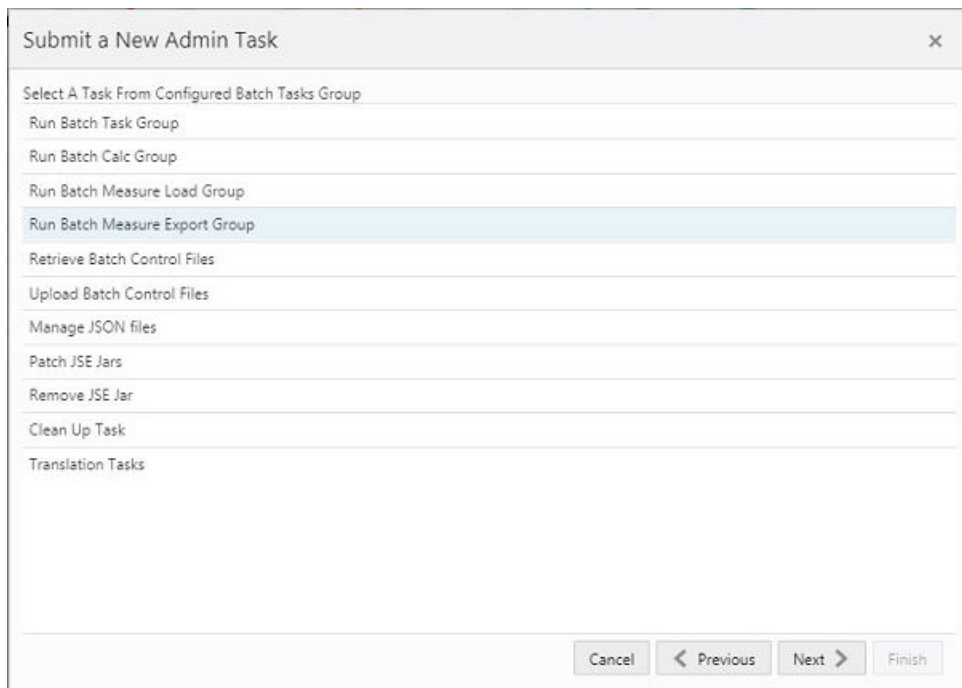 Submit a New Admin Task
Select A Task From Configured Batch Tasks Group
Run Batch Task Group
Run Batch Calc Group
Run Batch Measure Load Group
Run Batch Measure Export Group
Retrieve Batch Control Files
Upload Batch Control Files
Manage JSON files
Patch JSE Jars
Remove JSE Jar
Clean Up Task
Translation Tasks
Cancel Previous Next Finish